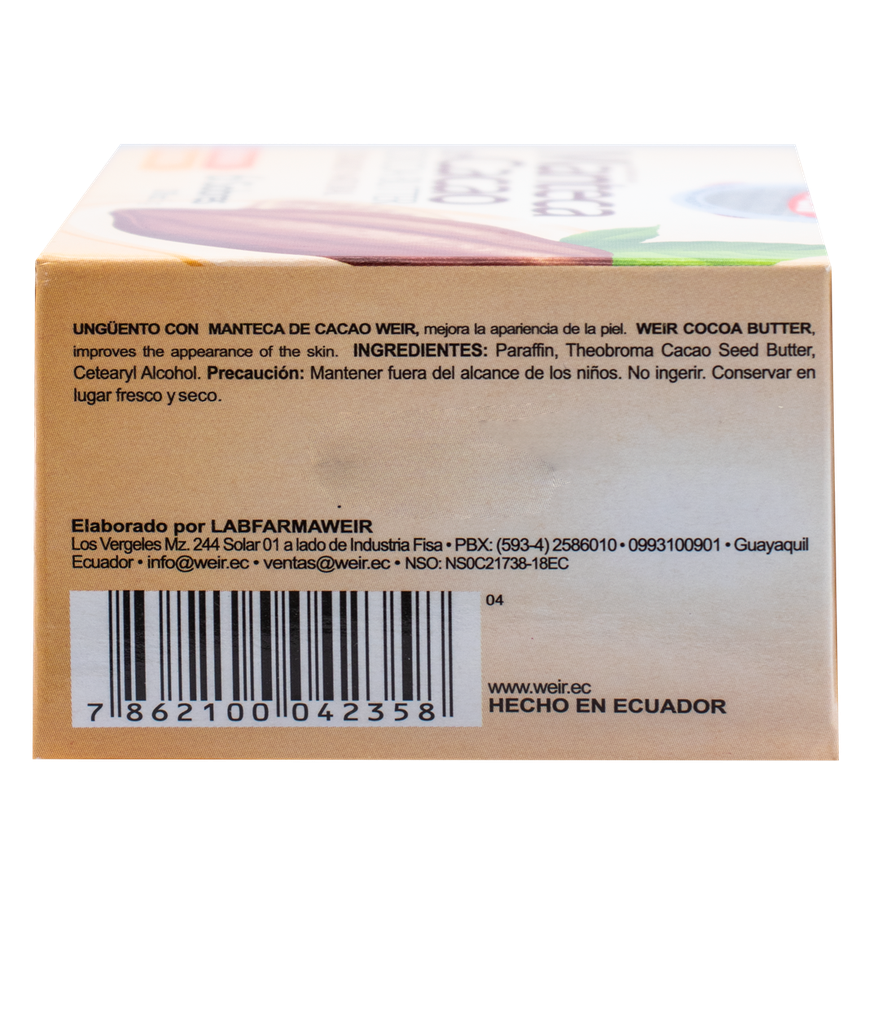 Manteca
Cacao
UNGÜENTO CON MANTECA DE CACAO WEIR, mejora la apariencia de la piel. WEiR COCOA BUTTER,
improves the appearance of the skin. INGREDIENTES: Paraffin, Theobroma Cacao Seed Butter,
Cetearyl Alcohol. Precaución: Mantener fuera del alcance de los niños. No ingerir. Conservar en
lugar fresco y seco.
Elaborado por LABFARMAWEIR
Los Vergeles Mz. 244 Solar 01 a lado de Industria Fisa • PBX: (593-4) 2586010 • 0993100901 • Guayaquil
Ecuador • info@weir.ec • ventas@weir.ec • NSO: NS0C21738-18EC
04
7 862100 042358
www.weir.ec
HECHO EN ECUADOR